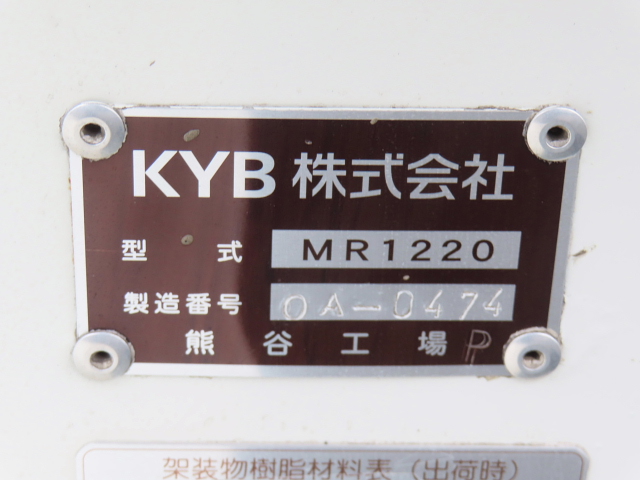 KYB 株式会社
型 式 MR1220
製造番号 0A-0474
熊 谷 工 場 P
架装物樹脂材料表（出荷時）